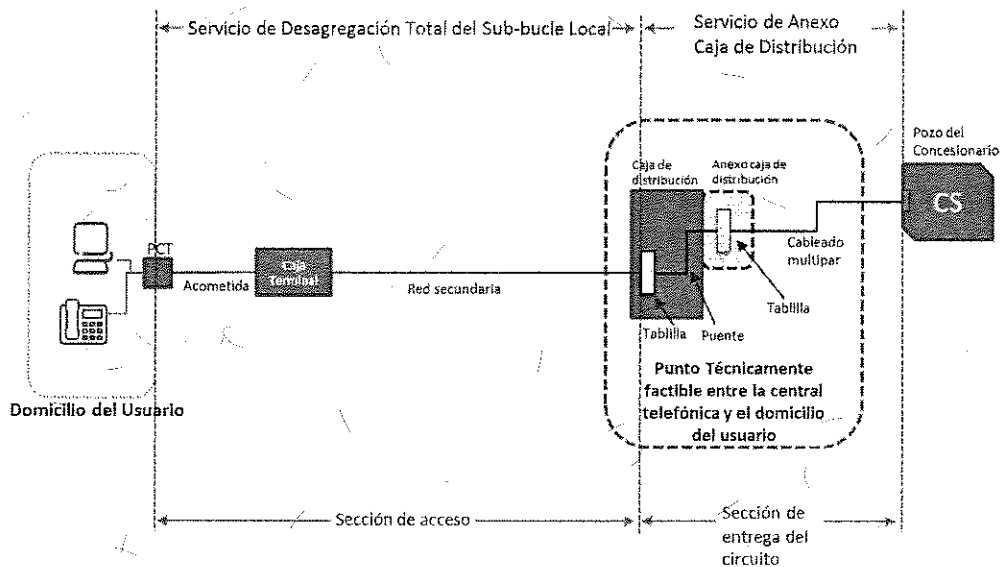 Servicio de Desagregación Total del Sub-bucle Local
Servicio de Anexo
Caja de Distribución
Pozo del
Concesionario
CS
Caja de
distribución
Anexo caja de
distribución
PCT
Acometida
Caja
Terminal
Red secundaria
Cableado
multipar
Tablilla
Tablilla
Puente
Punto Técnicamente
factible entre la central
telefónica y el domicilio
del usuario
Domicilio del Usuario
Sección de acceso
Sección de
entrega del
circuito